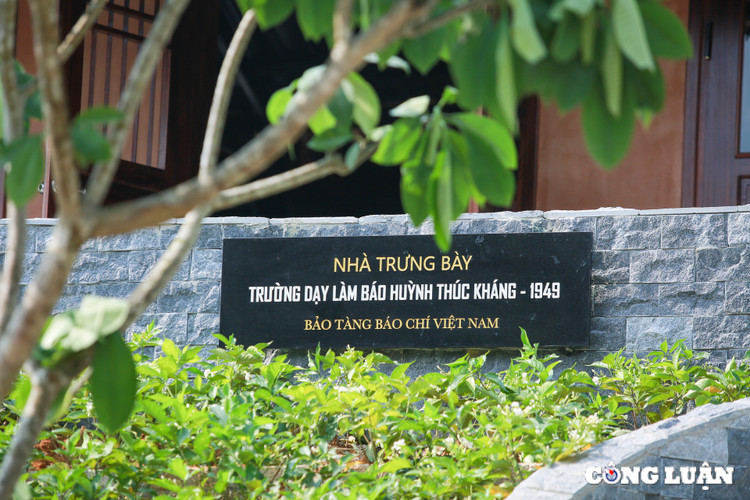 NHÀ TRƯNG BÀY
TRƯỜNG DẠY LÀM BÁO HUỲNH THÚC KHÁNG - 1949
BẢO TÀNG BÁO CHÍ VIỆT NAM
CÔNG LUẬN